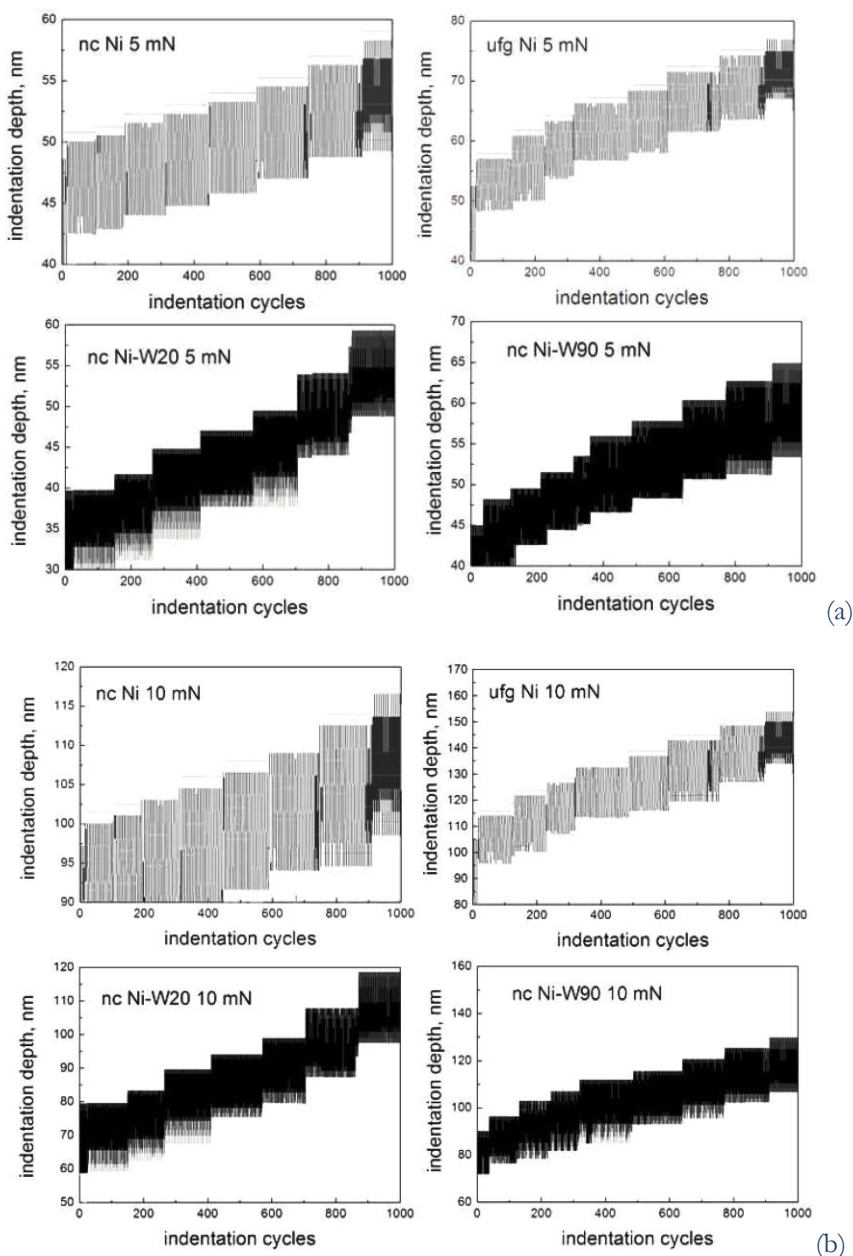 nc Ni 5 mN
60
55
50
45
40
0 200 400 600 800 1000
indentation depth, nm
indentation cycles
ufg Ni 5 mN
80
70
60
50
40
0 200 400 600 800 1000
indentation depth, nm
indentation cycles
nc Ni-W20 5 mN
60
55
50
45
40
35
30
0 200 400 600 800 1000
indentation depth, nm
indentation cycles
nc Ni-W90 5 mN
70
65
60
55
50
45
40
0 200 400 600 800 1000
indentation depth, nm
indentation cycles
(a)
nc Ni 10 mN
120
115
110
105
100
95
90
0 200 400 600 800 1000
indentation depth, nm
indentation cycles
ufg Ni 10 mN
170
160
150
140
130
120
110
100
90
80
0 200 400 600 800 1000
indentation depth, nm
indentation cycles
nc Ni-W20 10 mN
120
110
100
90
80
70
60
50
0 200 400 600 800 1000
indentation depth, nm
indentation cycles
nc Ni-W90 10 mN
160
140
120
100
80
60
0 200 400 600 800 1000
indentation depth, nm
indentation cycles
(b)